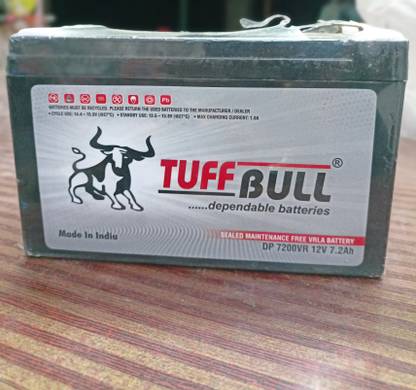 Pb
BATTERIES MUST BE RECYCLED. PLEASE RETURN THE USED BATTERIES TO THE MANUFACTURER / DEALER
• CYCLE USE: 14.4 - 15.0V (@27°C) • STANDBY USE: 13.5 - 13.8V (@27°C) • MAX CHARGING CURRENT:
TUFF BULL®
......dependable batteries
SEALED MAINTENANCE FREE VRLA BATTERY
Made In India
DP 7200VR 12V 7.2Ah